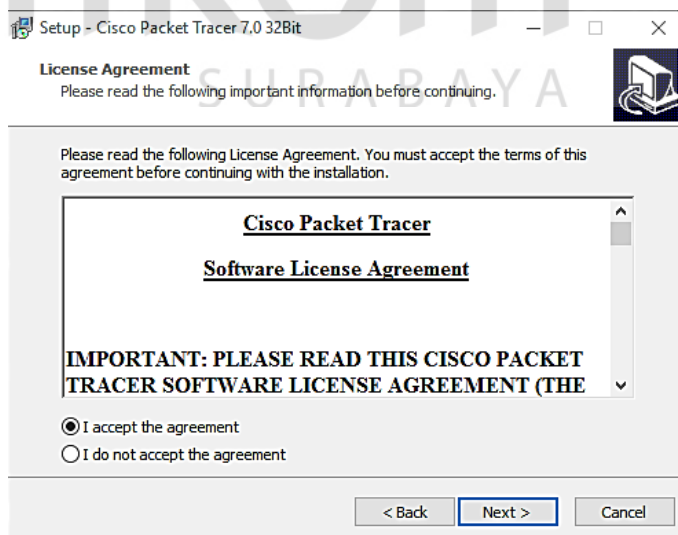 Setup - Cisco Packet Tracer 7.0 32Bit
License Agreement
Please read the following important information before continuing.
SURABAYA
Please read the following License Agreement. You must accept the terms of this
agreement before continuing with the installation.
Cisco Packet Tracer
Software License Agreement
IMPORTANT: PLEASE READ THIS CISCO PACKET
TRACER SOFTWARE LICENSE AGREEMENT (THE
I accept the agreement
I do not accept the agreement
< Back
Next >
Cancel